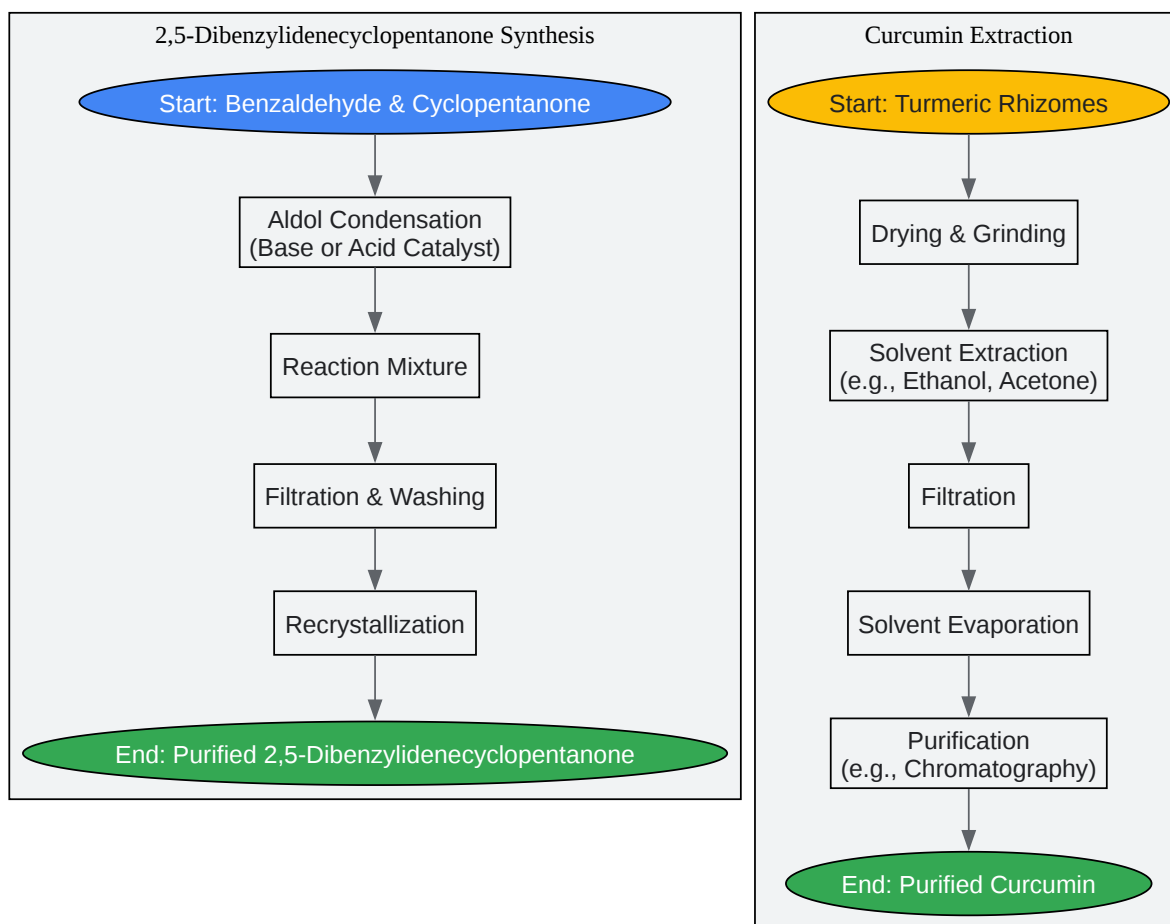 2,5-Dibenzylidenecyclopentanone Synthesis
Start: Benzaldehyde & Cyclopentanone
Aldol Condensation
(Base or Acid Catalyst)
Reaction Mixture
Filtration & Washing
Recrystallization
End: Purified 2,5-Dibenzylidenecyclopentanone
Curcumin Extraction
Start: Turmeric Rhizomes
Drying & Grinding
Solvent Extraction
(e.g., Ethanol, Acetone)
Filtration
Solvent Evaporation
Purification
(e.g., Chromatography)
End: Purified Curcumin